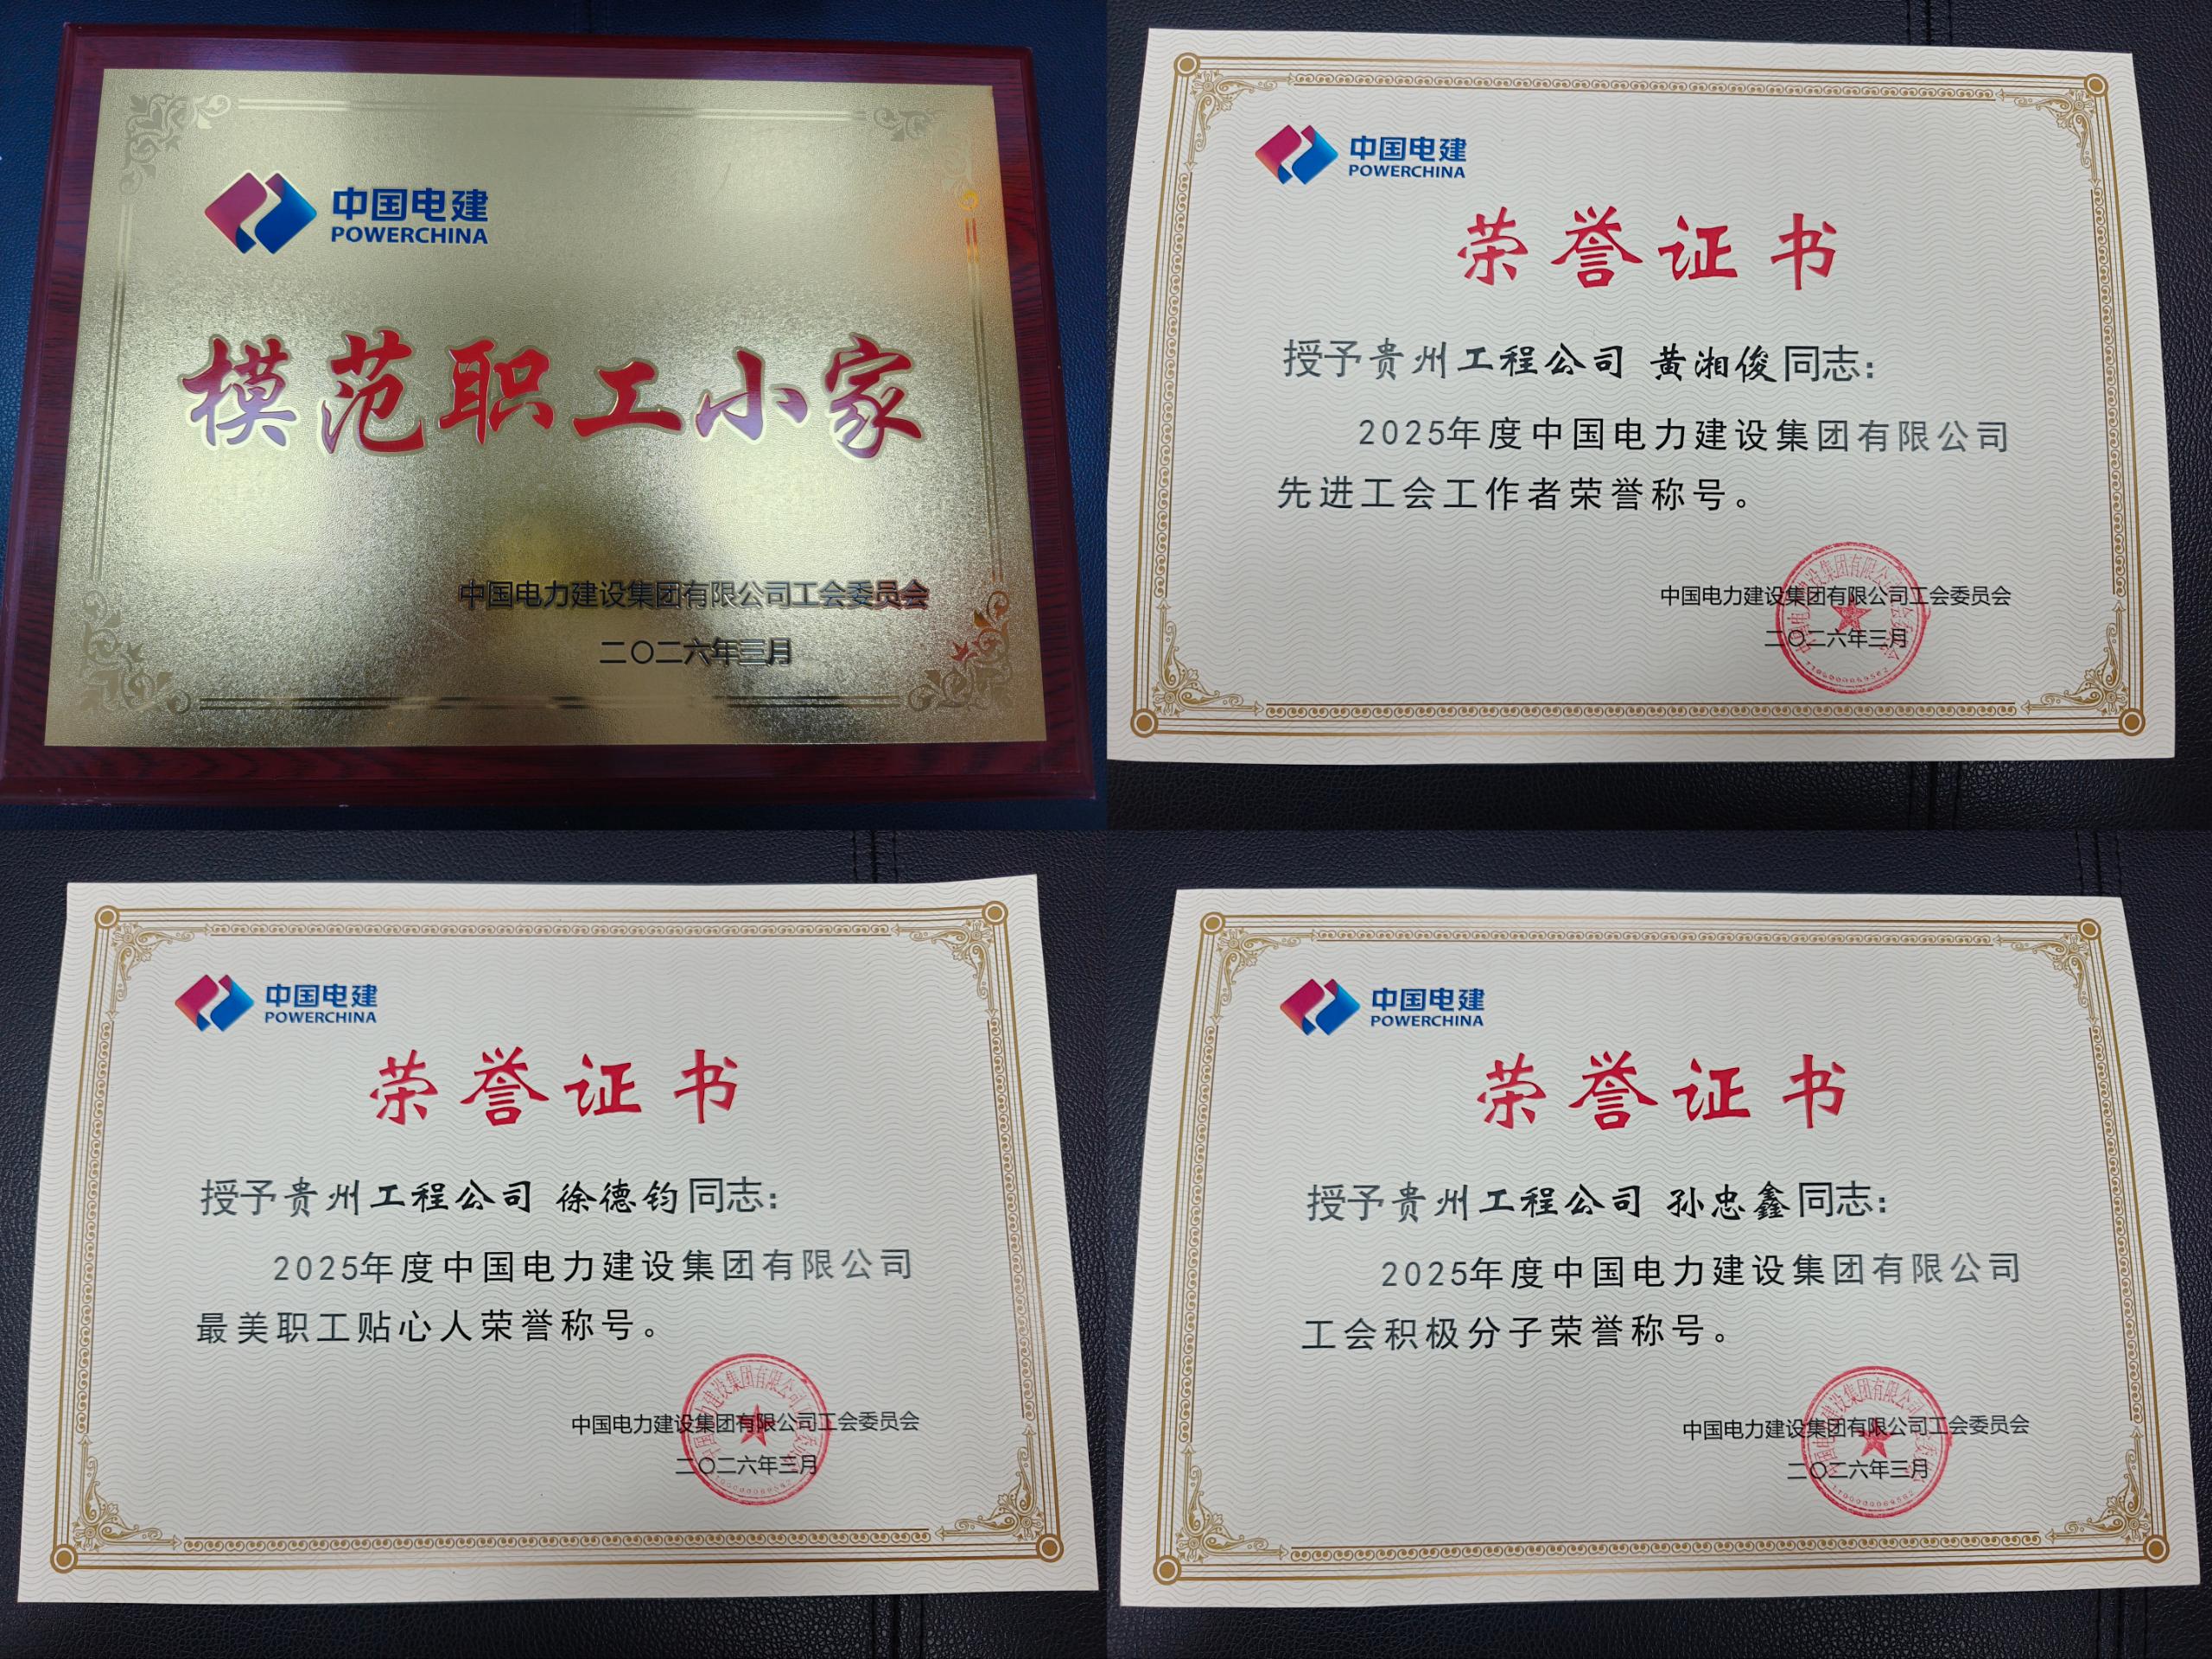 中国电建
POWERCHINA
模范职工小家
中国电力建设集团有限公司工会委员会
二〇二六年三月
中国电建
POWERCHINA
荣誉证书
授予贵州工程公司 黄湘俊同志：
2025年度中国电力建设集团有限公司
先进工会工作者荣誉称号。
中国电力建设集团有限公司工会委员会
二〇二六年三月
中国电建
POWERCHINA
荣誉证书
授予贵州工程公司 徐德钧同志：
2025年度中国电力建设集团有限公司
最美职工贴心人荣誉称号。
中国电力建设集团有限公司工会委员会
二〇二六年三月
中国电建
POWERCHINA
荣誉证书
授予贵州工程公司 孙忠鑫同志：
2025年度中国电力建设集团有限公司
工会积极分子荣誉称号。
中国电力建设集团有限公司工会委员会
二〇二六年三月